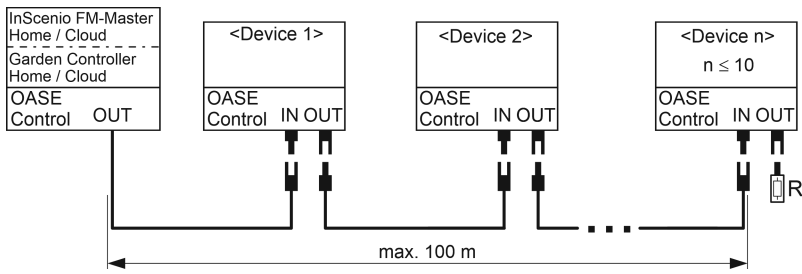 InScenio FM-Master
Home / Cloud
Garden Controller
Home / Cloud
OASE
Control OUT
<Device 1>
OASE
Control IN OUT
<Device 2>
OASE
Control IN OUT
<Device n>
n ≤ 10
OASE
Control IN OUT
R
max. 100 m